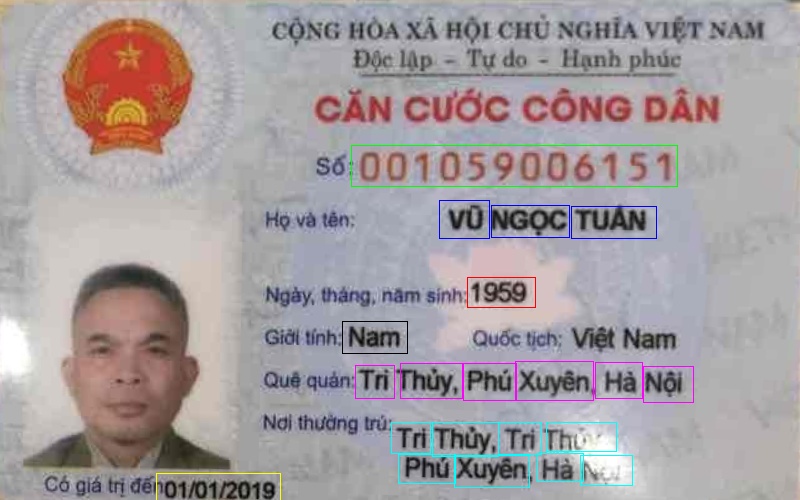 CỘNG HÒA XÃ HỘI CHỦ NGHĨA VIỆT NAM
Độc lập - Tự do - Hạnh phúc
CĂN CƯỚC CÔNG DÂN
Số: 001059006151
Họ và tên: VŨ NGỌC TUÂN
Ngày, tháng, năm sinh: 1959
Giới tính: Nam Quốc tịch: Việt Nam
Quê quán: Tri Thủy, Phú Xuyên, Hà Nội
Nơi thường trú: Tri Thủy, Tri Thủy
Phú Xuyên, Hà Nội
Có giá trị đến 01/01/2019